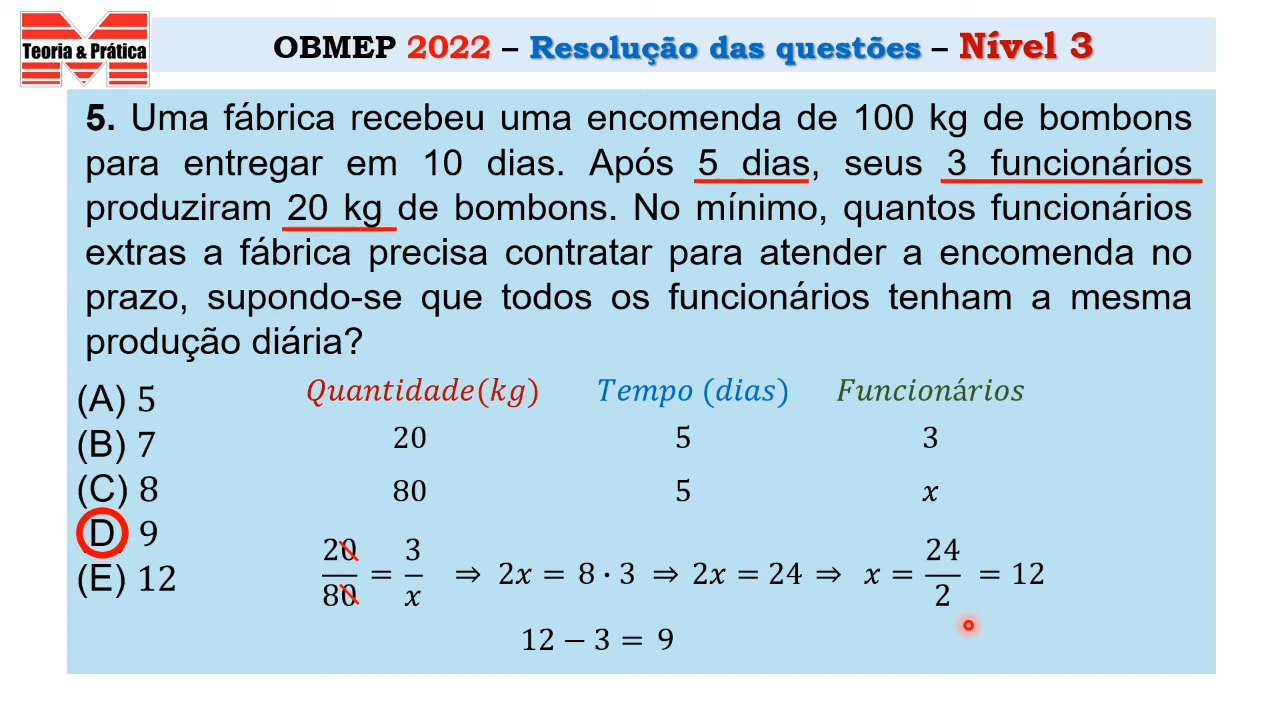 Teoria & Prática
OBMEP 2022 – Resolução das questões – Nível 3
5. Uma fábrica recebeu uma encomenda de 100 kg de bombons
para entregar em 10 dias. Após 5 dias, seus 3 funcionários
produziram 20 kg de bombons. No mínimo, quantos funcionários
extras a fábrica precisa contratar para atender a encomenda no
prazo, supondo-se que todos os funcionários tenham a mesma
produção diária?
(A) 5
(B) 7
(C) 8
(D) 9
(E) 12
Quantidade(kg) Tempo (dias) Funcionários
20 5 3
80 5 x
20/80 = 3/x ⇒ 2x = 8 · 3 ⇒ 2x = 24 ⇒ x = 24/2 = 12
12 − 3 = 9